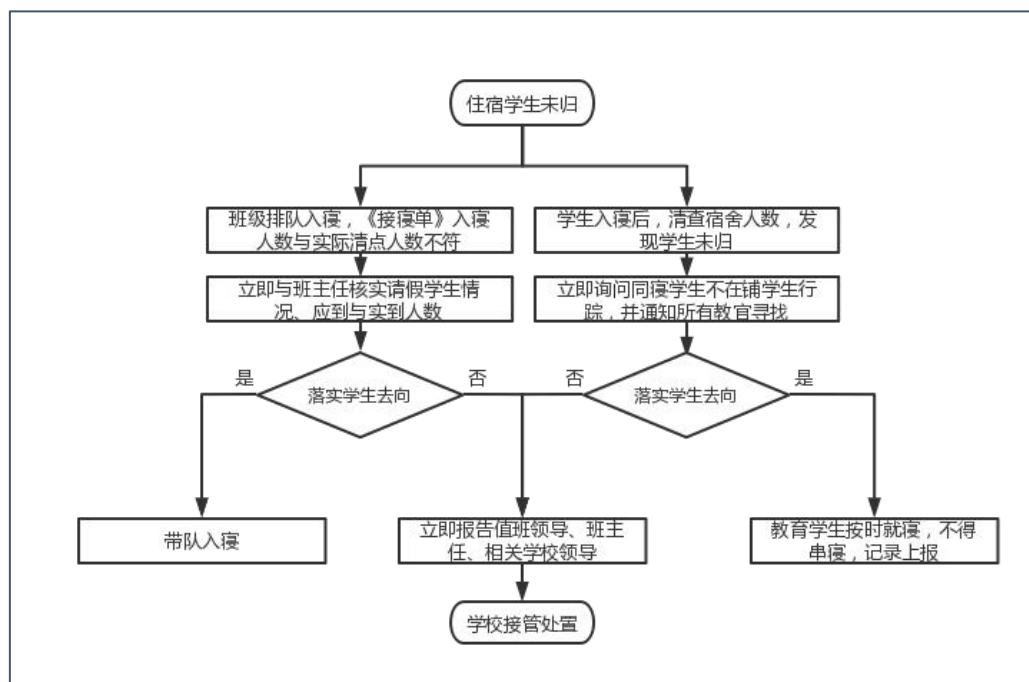 住宿学生未归
班级排队入寝，《接寝单》入寝
人数与实际清点人数不符
学生入寝后，清查宿舍人数，发
现学生未归
立即与班主任核实请假学生情
况、应到与实到人数
立即询问同寝学生不在铺学生行
踪，并通知所有教官寻找
是
落实学生去向
否
否
落实学生去向
是
带队入寝
立即报告值班领导、班主
任、相关学校领导
教育学生按时就寝，不得
串寝，记录上报
学校接管处置